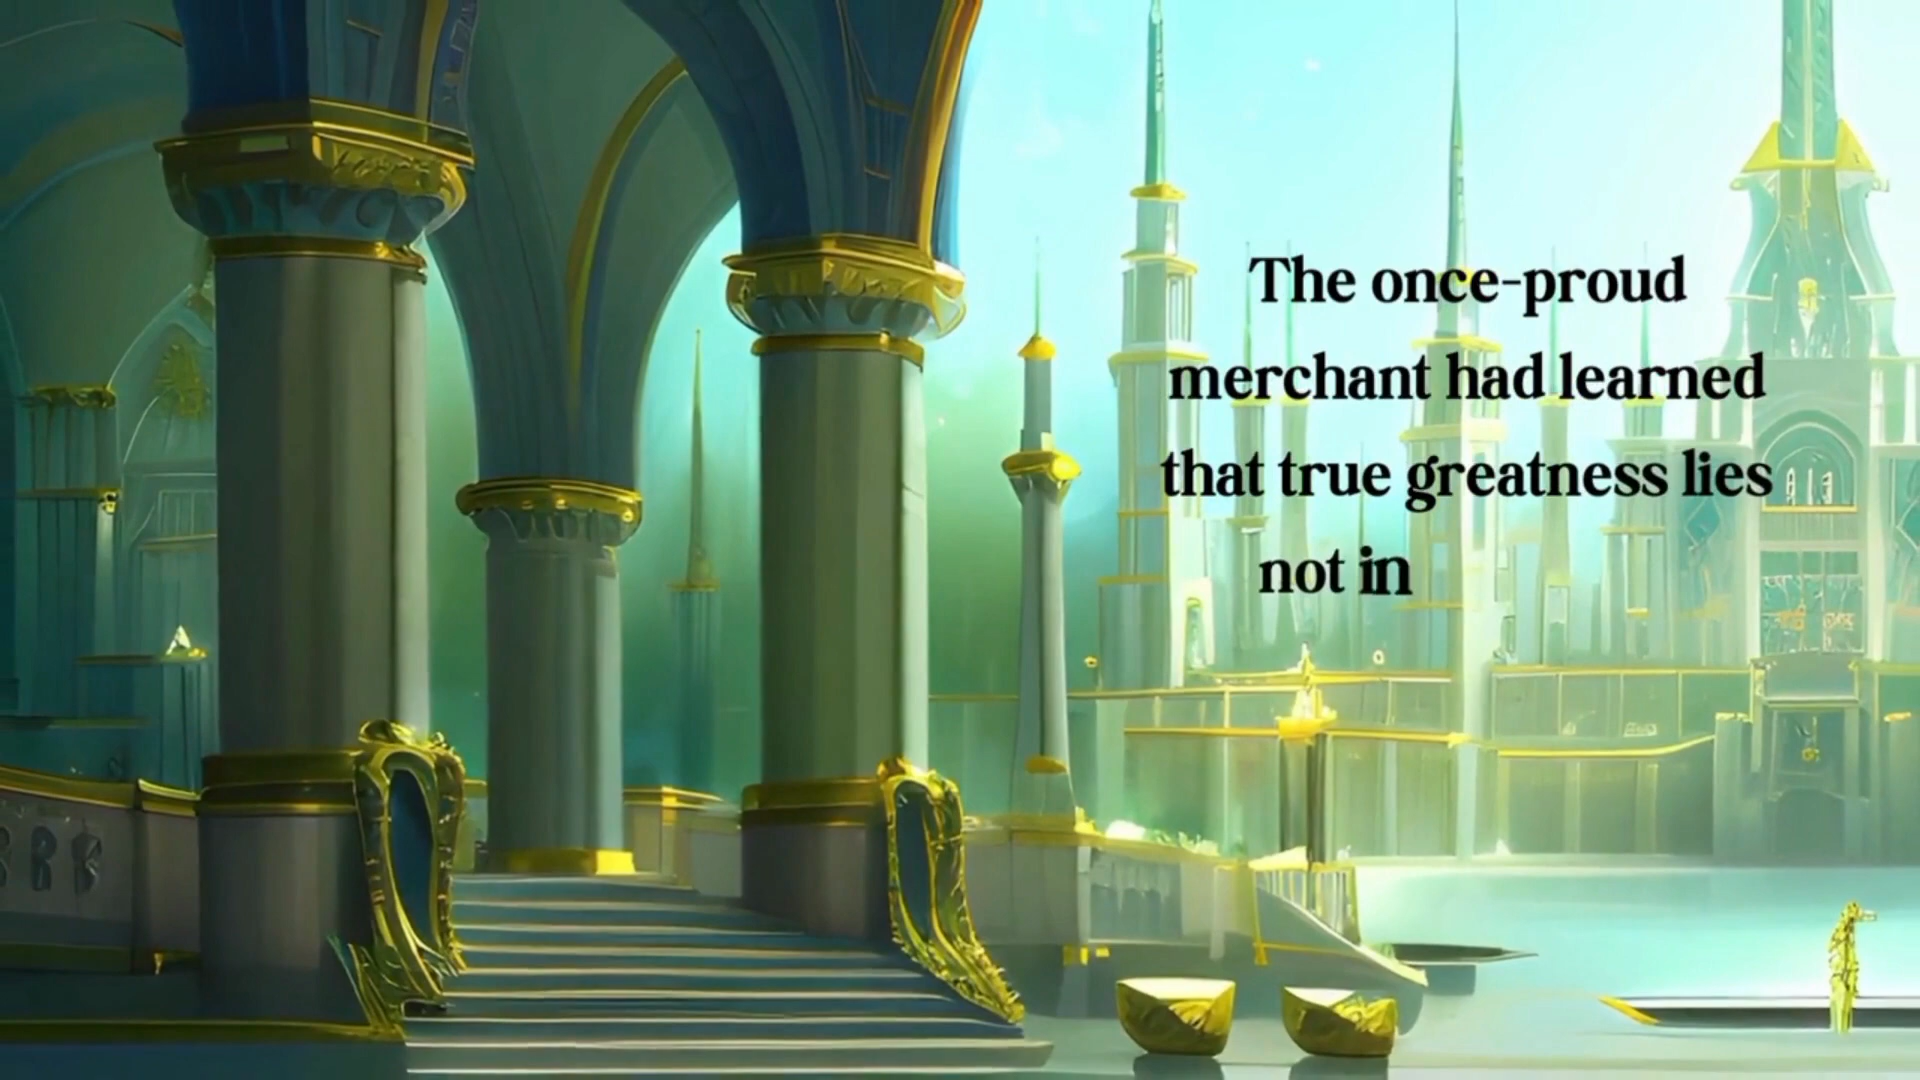 The once-proud
merchant had learned
that true greatness lies
not in